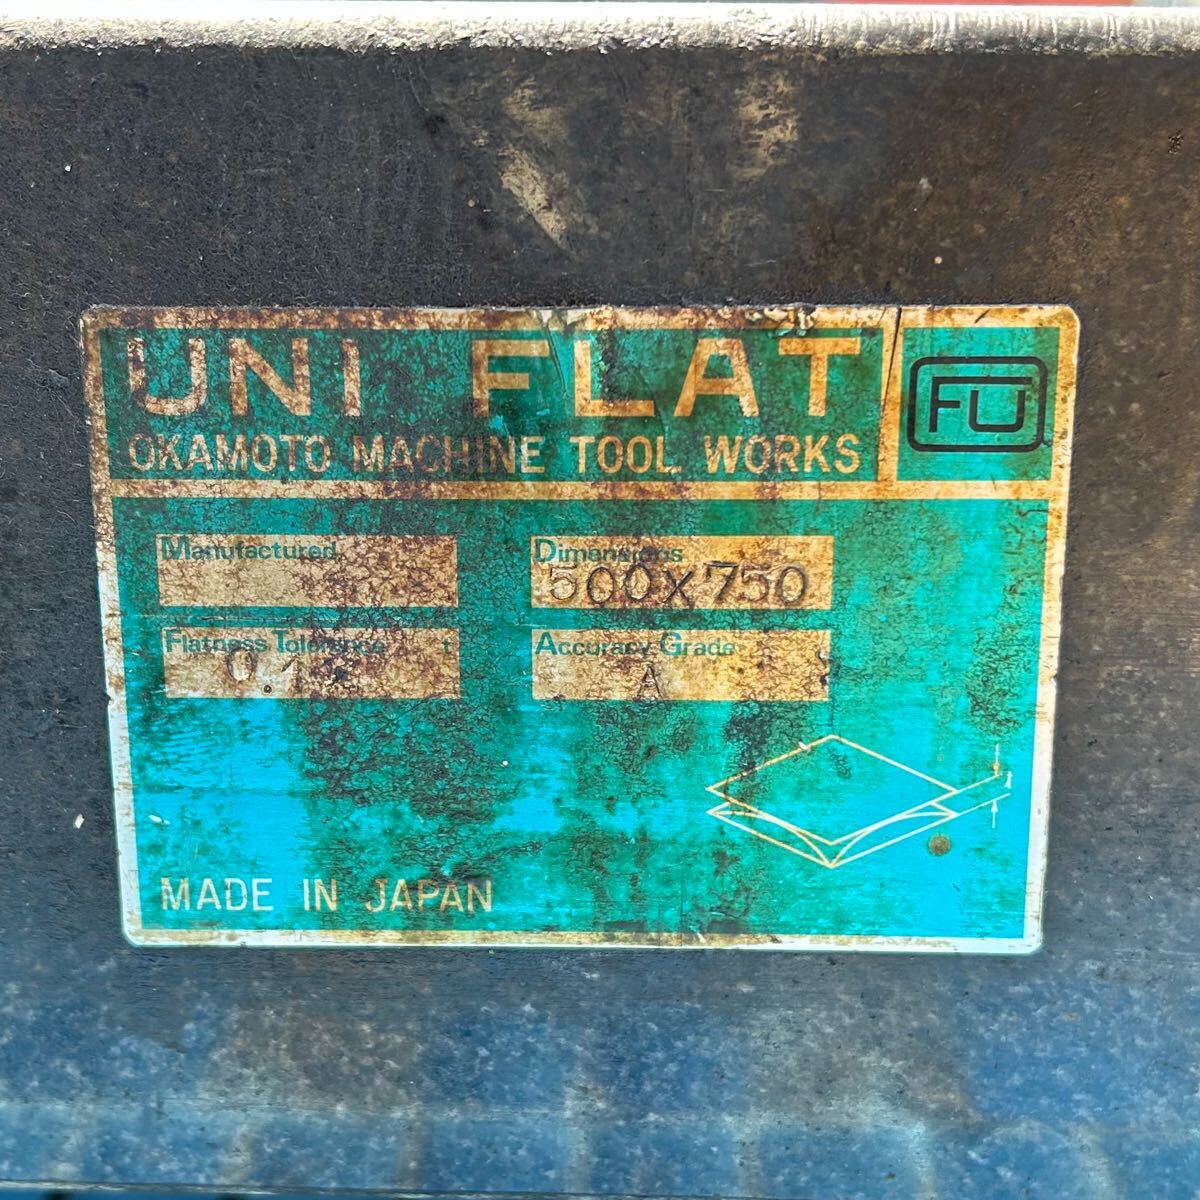 UNI FLAT
FU
OKAMOTO MACHINE TOOL WORKS
Manufactured
Dimensions
500X750
Flatness Tolerance t
Accuracy Grade
A
MADE IN JAPAN